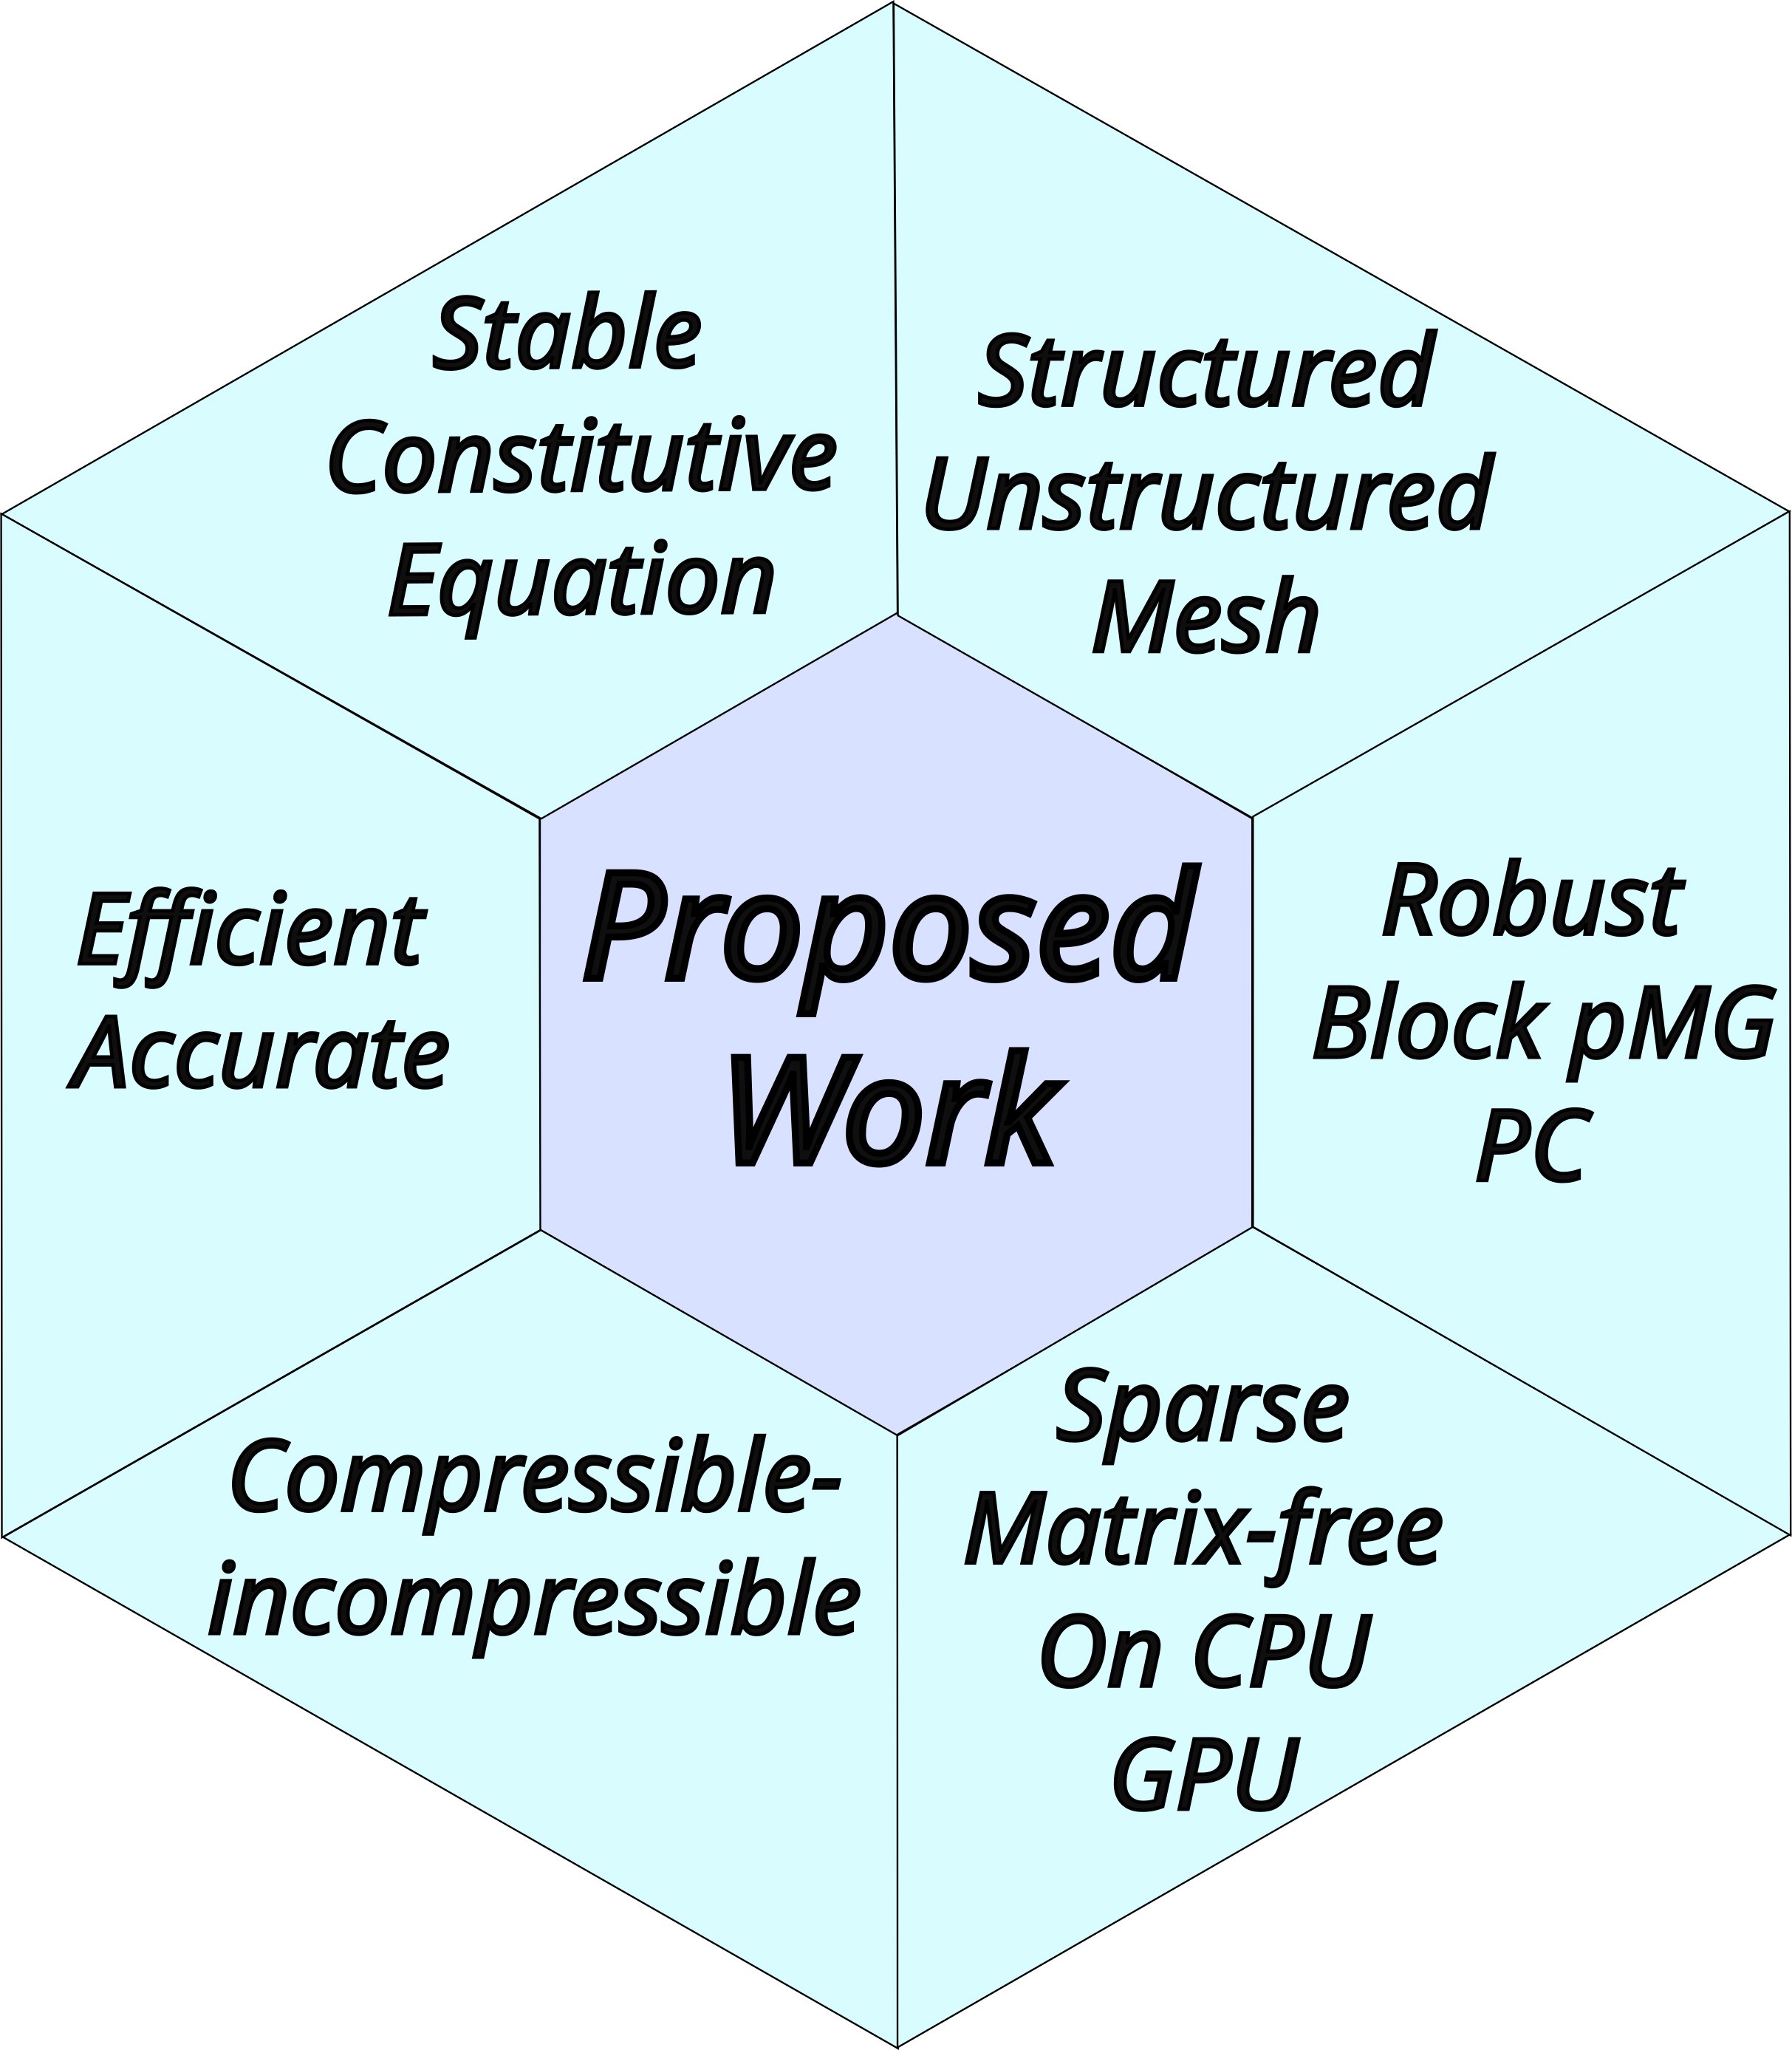 Stable
Constitutive
Equation
Structured
Unstructured
Mesh
Efficient
Accurate
Proposed
Work
Robust
Block pMG
PC
Compressible-
incompressible
Sparse
Matrix-free
On CPU
GPU